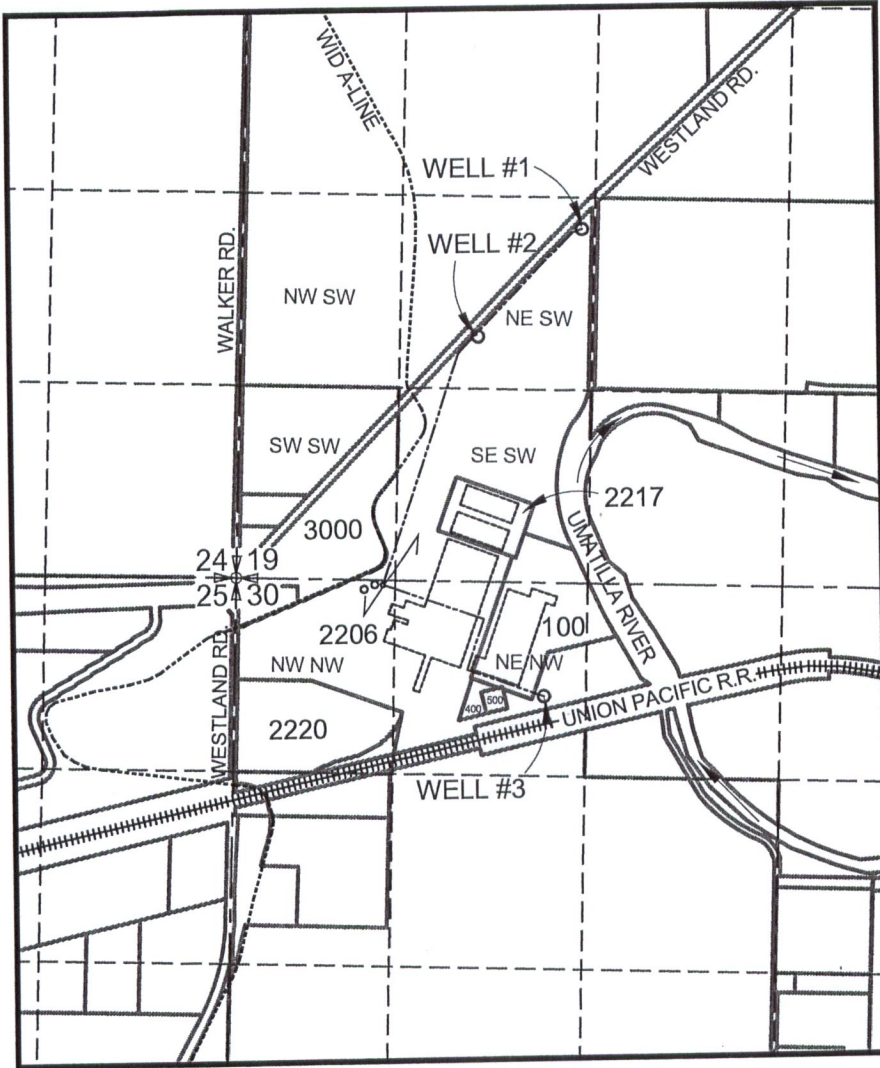 WID A-LINE
WESTLAND RD.
WELL #1
WALKER RD.
WELL #2
NW SW
NE SW
SW SW
SE SW
2217
3000
UMATILLA RIVER
24 19
25 30
2206
100
NW NW
NE NW
WESTLAND RD.
400
500
UNION PACIFIC R.R.
2220
WELL #3